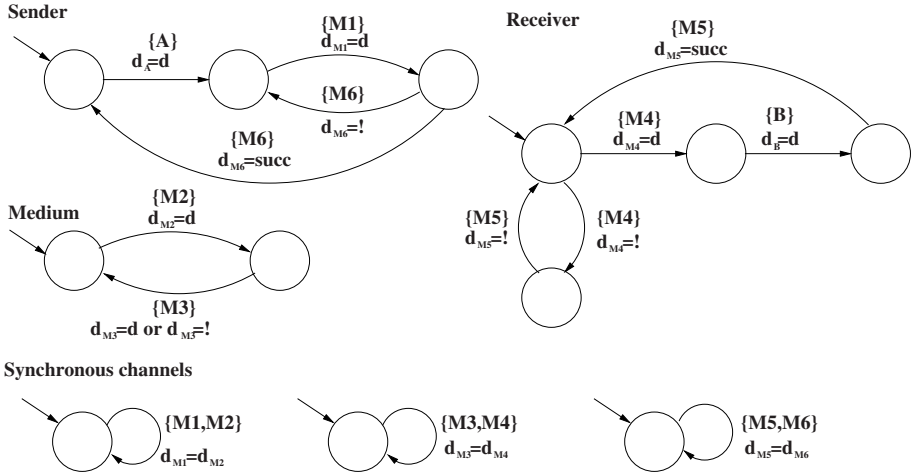 Sender
{A}
d_A=d
{M1}
d_M1=d
{M6}
d_M6=!
{M6}
d_M6=succ
Receiver
{M5}
d_M5=succ
{M4}
d_M4=d
{B}
d_B=d
{M5}
d_M5=!
{M4}
d_M4=!
Medium
{M2}
d_M2=d
{M3}
d_M3=d or d_M3=!
Synchronous channels
{M1,M2}
d_M1=d_M2
{M3,M4}
d_M3=d_M4
{M5,M6}
d_M5=d_M6